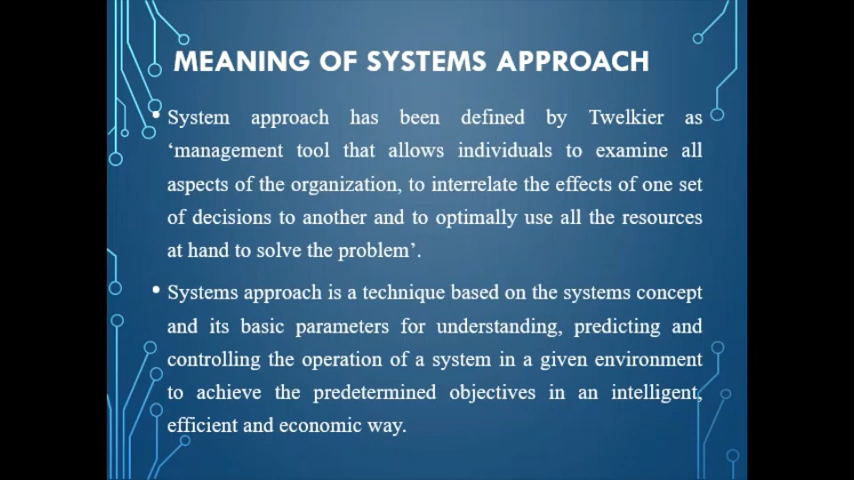 MEANING OF SYSTEMS APPROACH
• System approach has been defined by Twelkier as
‘management tool that allows individuals to examine all
aspects of the organization, to interrelate the effects of one set
of decisions to another and to optimally use all the resources
at hand to solve the problem’.
• Systems approach is a technique based on the systems concept
and its basic parameters for understanding, predicting and
controlling the operation of a system in a given environment
to achieve the predetermined objectives in an intelligent,
efficient and economic way.